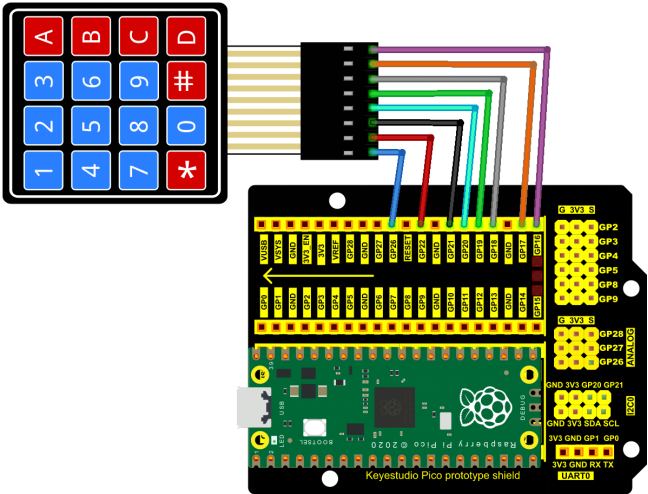 A B C D
3 6 9 #
2 5 8 0
1 4 7 *
VUSB VSYS GND 3V3_EN 3V3 VREF GP28 GND GP27 GP26 RESET GP22 GND GP21 GP20 GP19 GP18 GND GP17 GP16
GP0 GP1 GND GP2 GP3 GP4 GP5 GND GP6 GP7 GP8 GP9 GND GP10 GP11 GP12 GP13 GND GP14 GP15
G 3V3 S
GP2
GP3
GP4
GP5
GP8
GP9
G 3V3 S
GP28
GP27
GP26
ANALOG
GND 3V3 GP20 GP21
I2C0
GND 3V3 SDA SCL
3V3 GND GP1 GP0
3V3 GND RX TX
UART0
39
USB
LED
1
2
BOOTSEL
Raspberry Pi Pico © 2020
DEBUG
Keyestudio Pico prototype shield